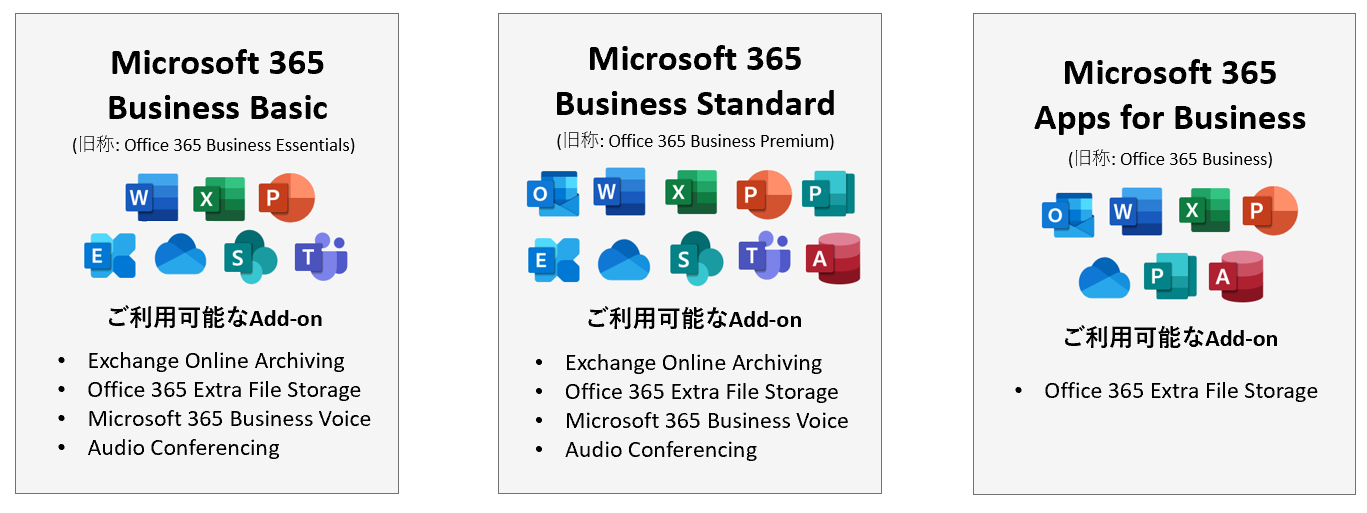 Microsoft 365
Business Basic
(旧称: Office 365 Business Essentials)
W X P
E S T
ご利用可能なAdd-on
• Exchange Online Archiving
• Office 365 Extra File Storage
• Microsoft 365 Business Voice
• Audio Conferencing
Microsoft 365
Business Standard
(旧称: Office 365 Business Premium)
O W X P P
E S T A
ご利用可能なAdd-on
• Exchange Online Archiving
• Office 365 Extra File Storage
• Microsoft 365 Business Voice
• Audio Conferencing
Microsoft 365
Apps for Business
(旧称: Office 365 Business)
O W X P
P A
ご利用可能なAdd-on
• Office 365 Extra File Storage